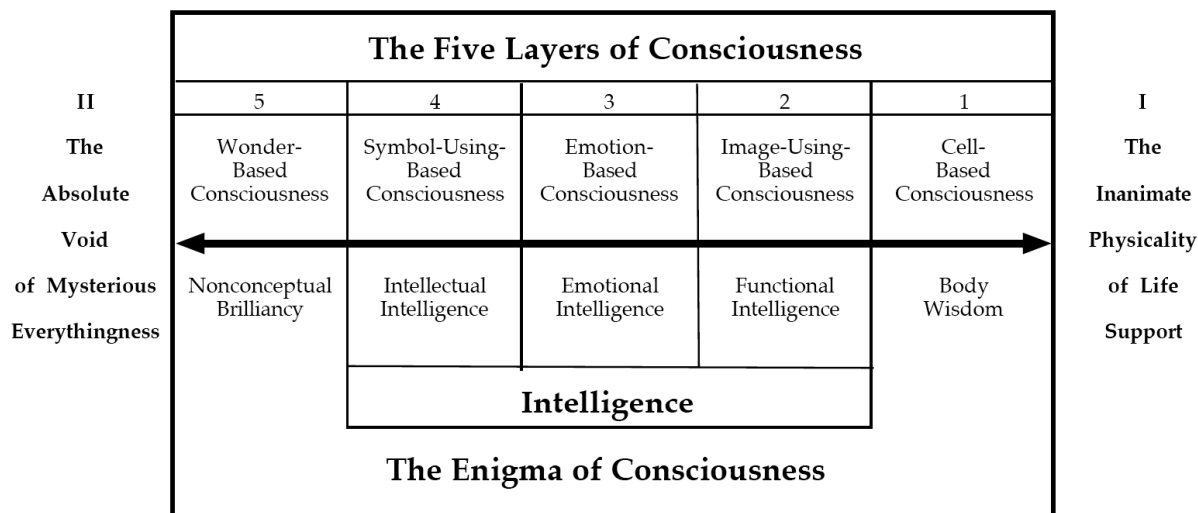 The Five Layers of Consciousness
II
The
Absolute
Void
of Mysterious
Everythingness
5
Wonder-
Based
Consciousness
Nonconceptual
Brilliancy
4
Symbol-Using-
Based
Consciousness
Intellectual
Intelligence
3
Emotion-
Based
Consciousness
Emotional
Intelligence
2
Image-Using-
Based
Consciousness
Functional
Intelligence
1
Cell-
Based
Consciousness
Body
Wisdom
I
The
Inanimate
Physicality
of Life
Support
Intelligence
The Enigma of Consciousness